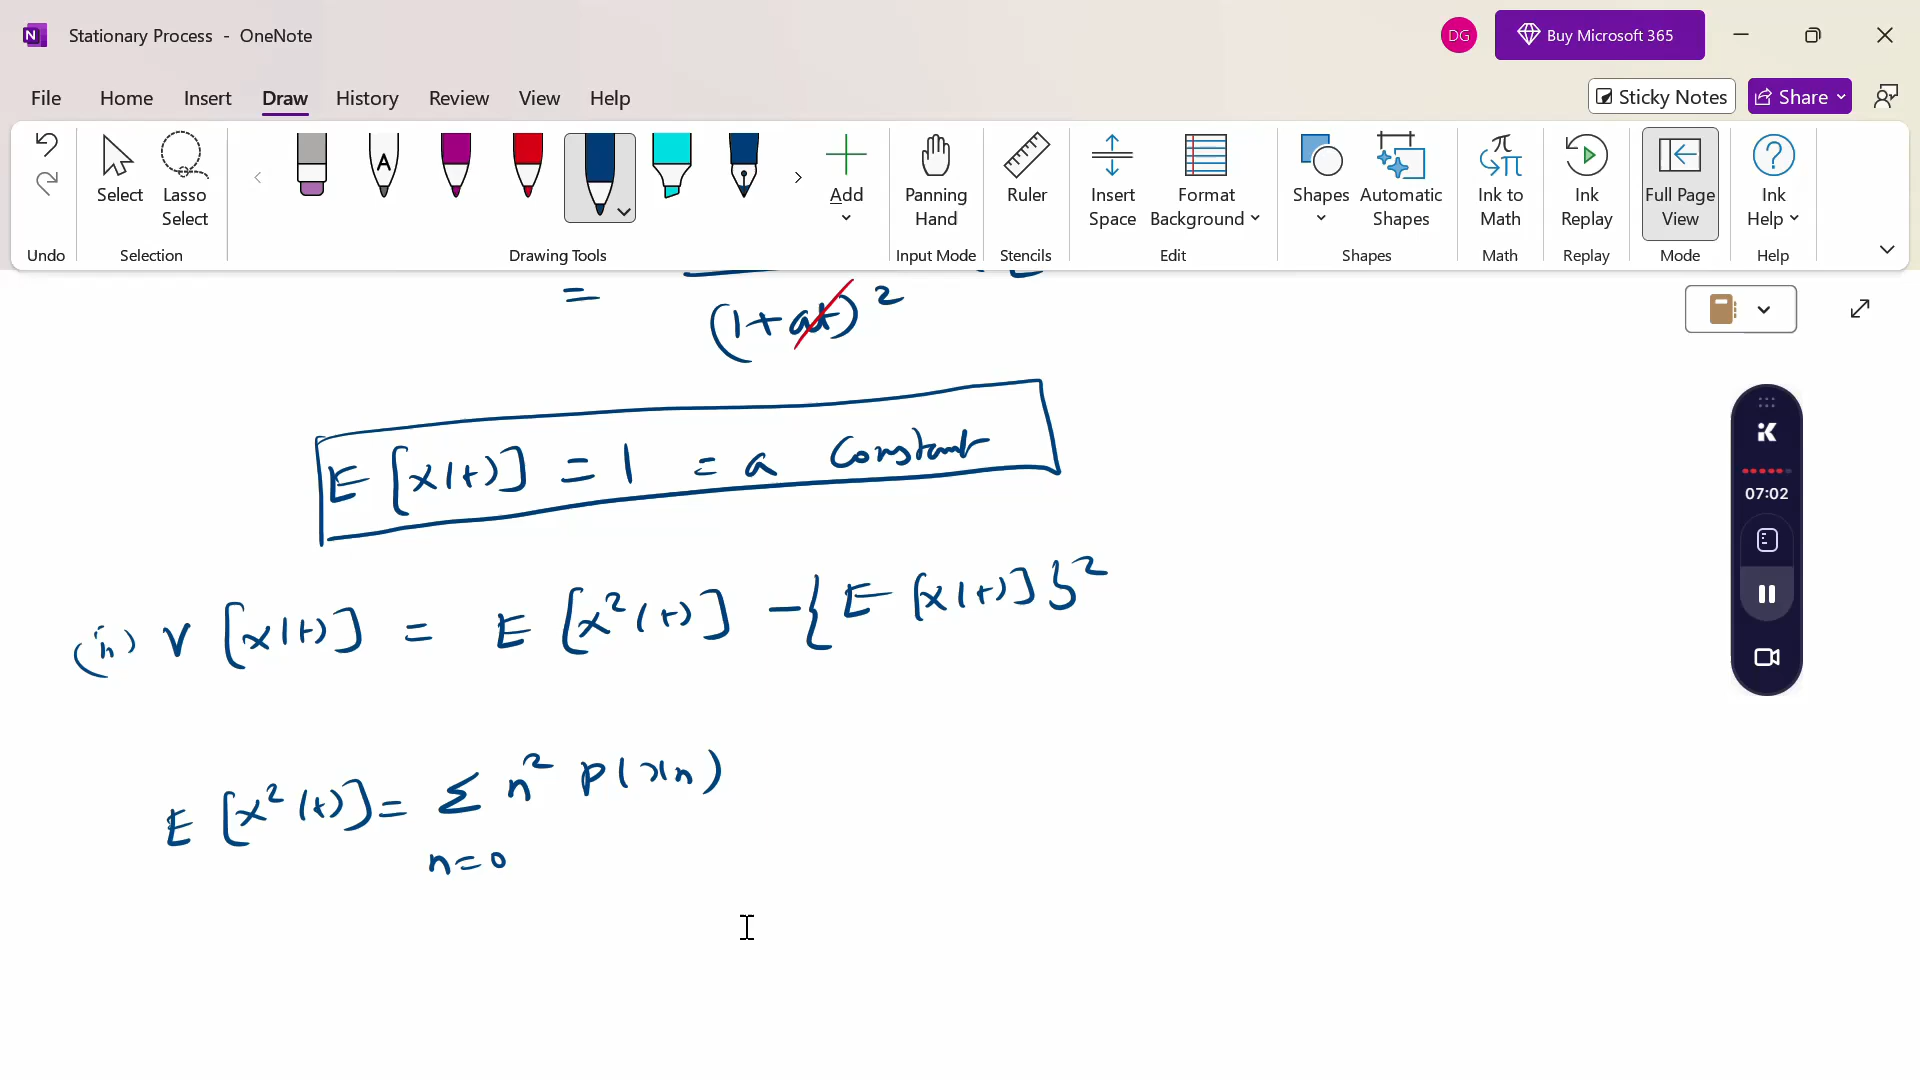 Stationary Process - OneNote
DG
Buy Microsoft 365
File Home Insert Draw History Review View Help
Sticky Notes
Share
A
Select
Lasso Select
Add
Panning Hand
Ruler
Insert Space
Format Background
Shapes
Automatic Shapes
Ink to Math
Ink Replay
Full Page View
Ink Help
Undo
Selection
Drawing Tools
Input Mode
Stencils
Edit
Shapes
Math
Replay
Mode
Help
=
(1+at)²
E[x(t)] = 1 = a Constant
07:02
(ii) V[x(t)] = E[x²(t)] - {E[x(t)]}²
E[x²(t)] = Σ n² P(xn)
n=0